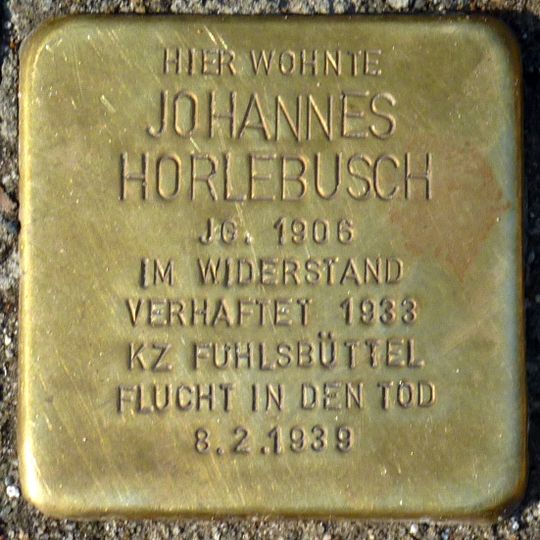 HIER WOHNTE
JOHANNES
HORLEBUSCH
JG. 1906
IM WIDERSTAND
VERHAFTET 1933
KZ FUHLSBÜTTEL
FLUCHT IN DEN TOD
8.2.1939